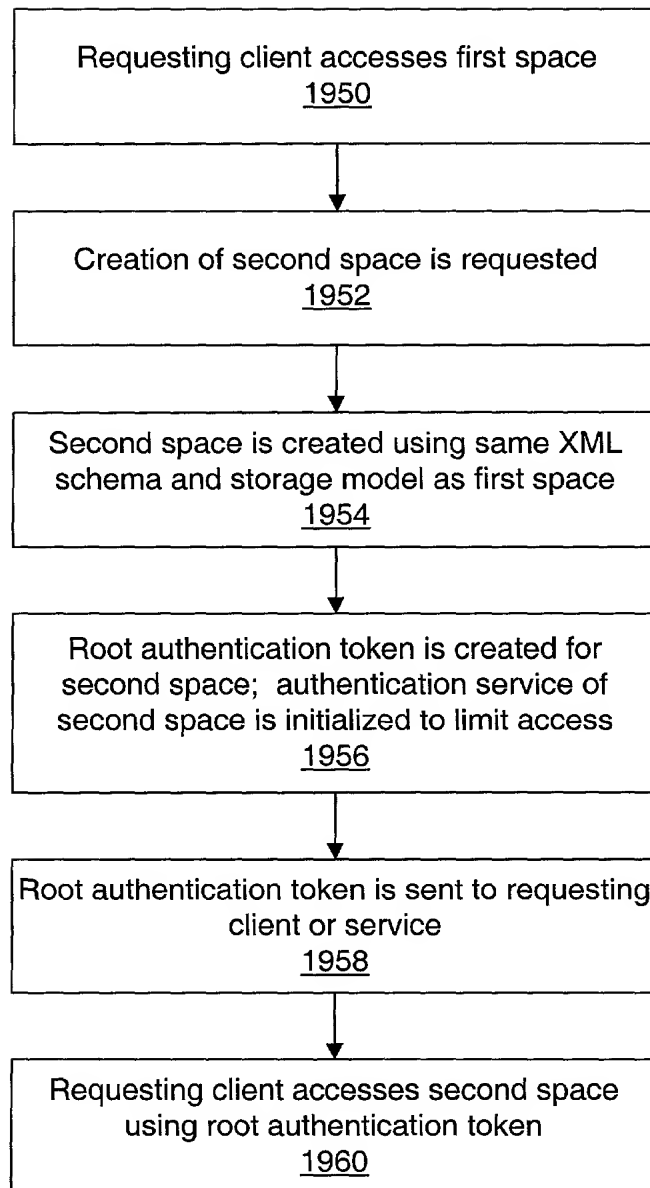 Requesting client accesses first space
1950
Creation of second space is requested
1952
Second space is created using same XML
schema and storage model as first space
1954
Root authentication token is created for
second space; authentication service of
second space is initialized to limit access
1956
Root authentication token is sent to requesting
client or service
1958
Requesting client accesses second space
using root authentication token
1960